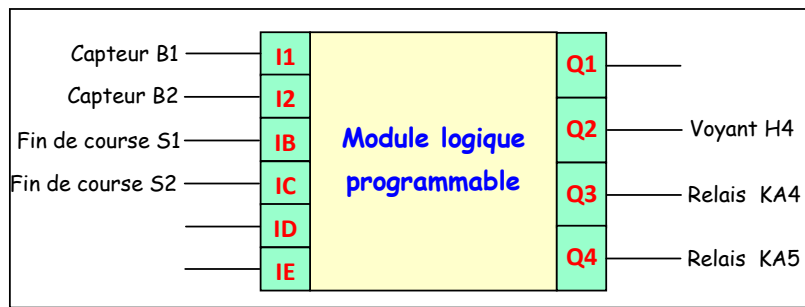 Capteur B1
I1
Capteur B2
I2
Fin de course S1
IB
Fin de course S2
IC
ID
IE
Module logique
programmable
Q1
Q2
Voyant H4
Q3
Relais KA4
Q4
Relais KA5